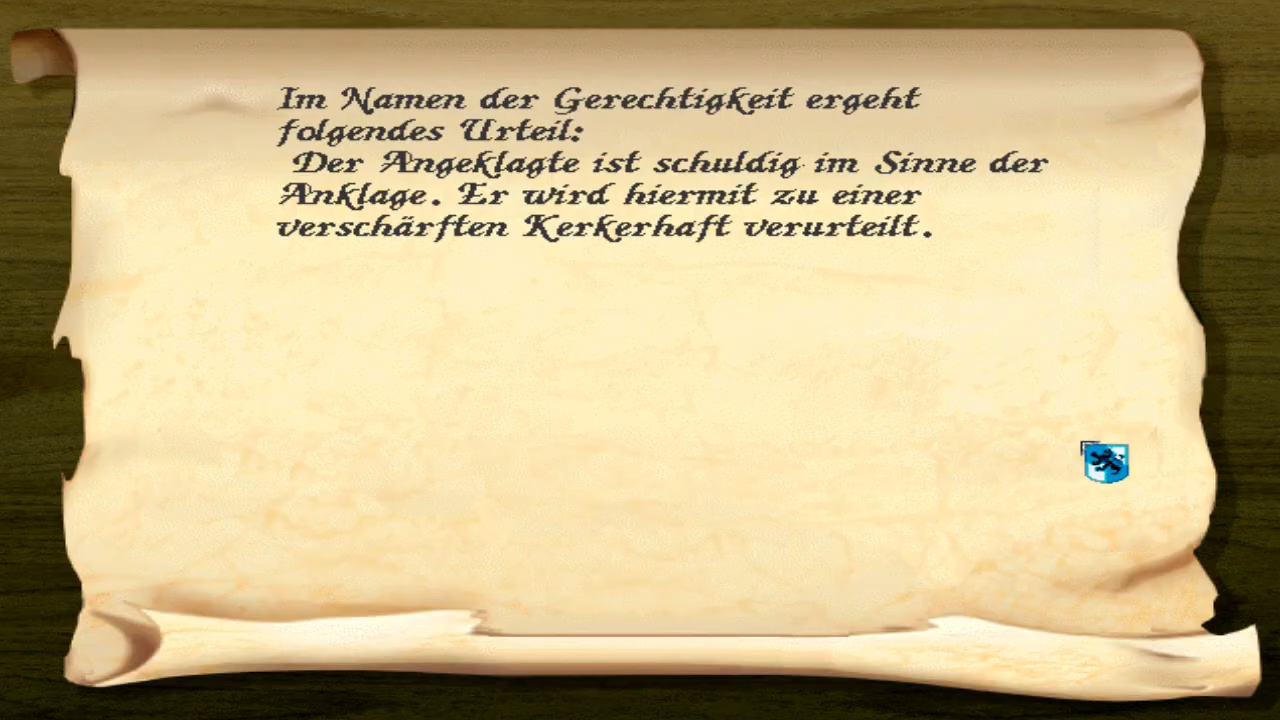 Im Namen der Gerechtigkeit ergeht
folgendes Urteil:
Der Angeklagte ist schuldig im Sinne der
Anklage. Er wird hiermit zu einer
verschärften Kerkerhaft verurteilt.